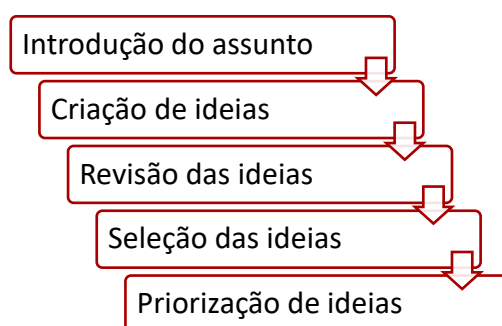 Introdução do assunto
Criação de ideias
Revisão das ideias
Seleção das ideias
Priorização de ideias